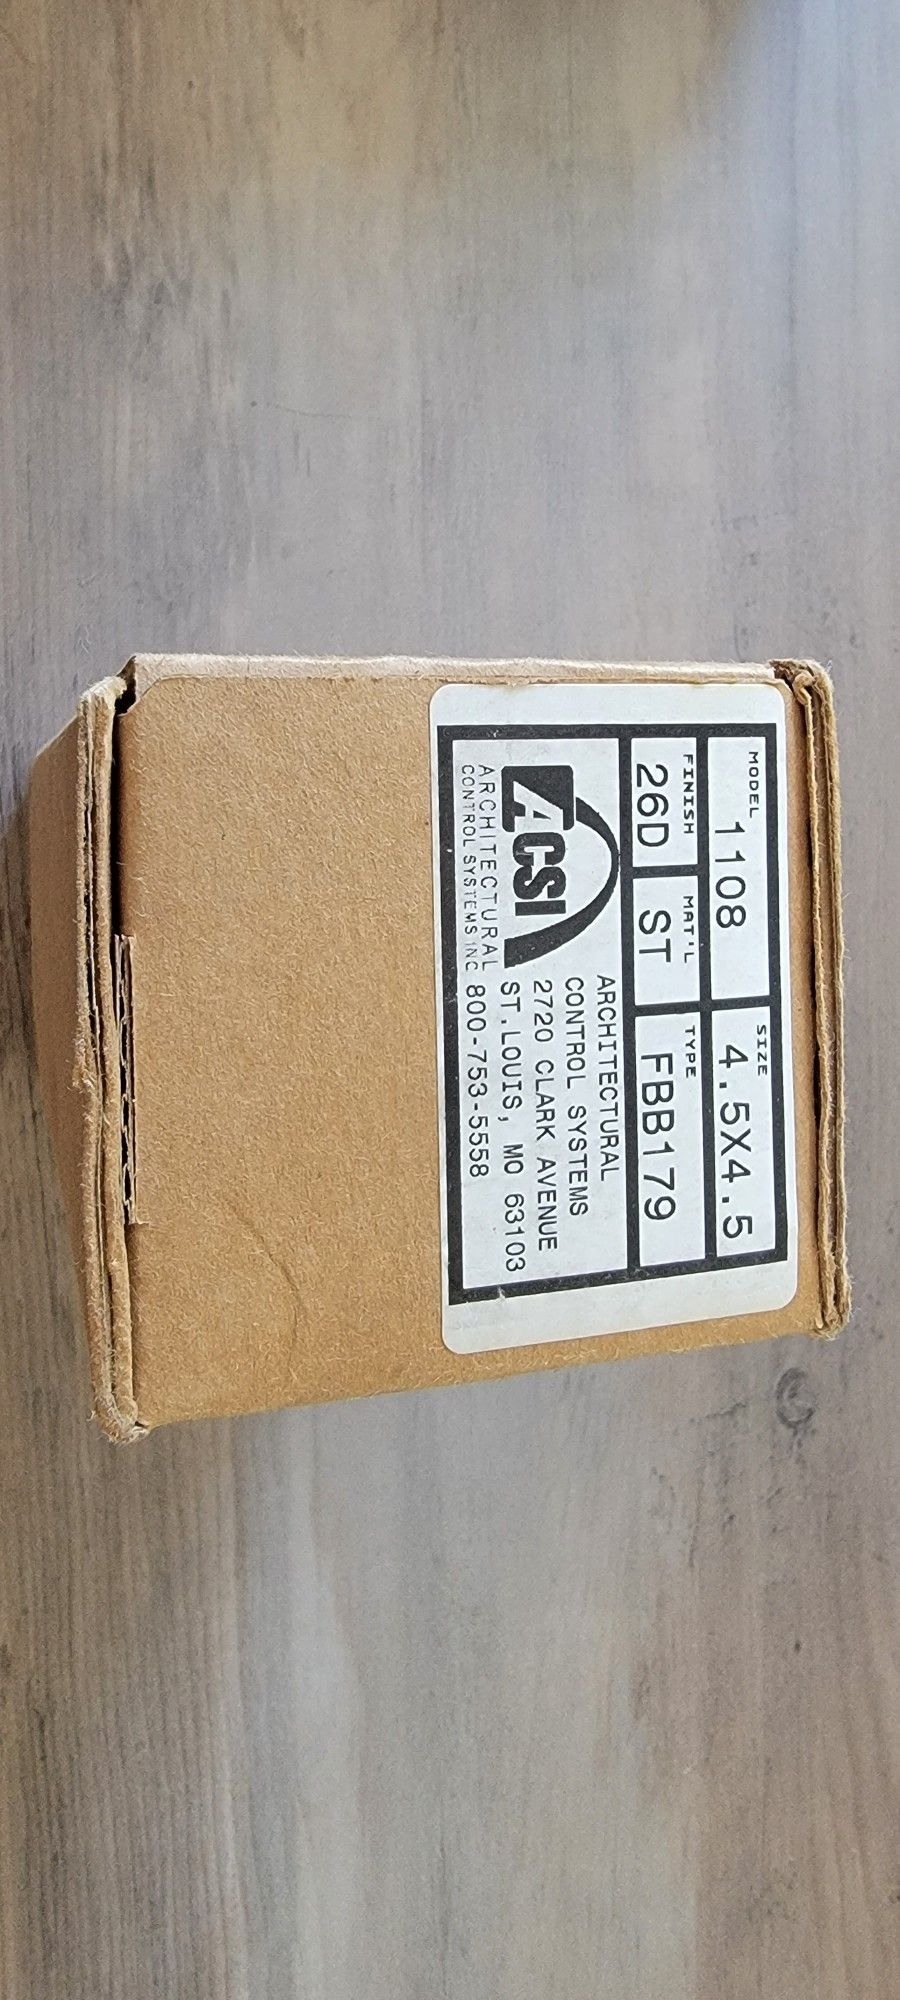 MODEL
1108
SIZE
4.5X4.5
FINISH
26D
MAT'L
ST
TYPE
FBB179
ACSI
ARCHITECTURAL
CONTROL SYSTEMS INC
ARCHITECTURAL
CONTROL SYSTEMS
2720 CLARK AVENUE
ST.LOUIS, MO 63103
800-753-5558